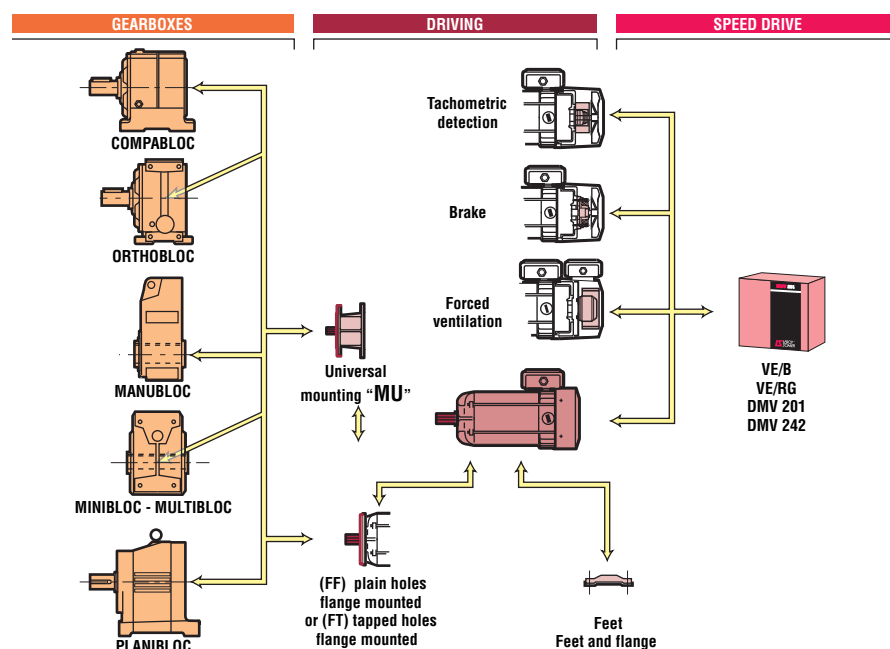 GEARBOXES
DRIVING
SPEED DRIVE
COMPABLOC
ORTHOBLOC
MANUBLOC
MINIBLOC - MULTIBLOC
PLANIBLOC
Tachometric
detection
Brake
Forced
ventilation
Universal
mounting “MU”
(FF) plain holes
flange mounted
or (FT) tapped holes
flange mounted
Feet
Feet and flange
VE/B
VE/RG
DMV 201
DMV 242